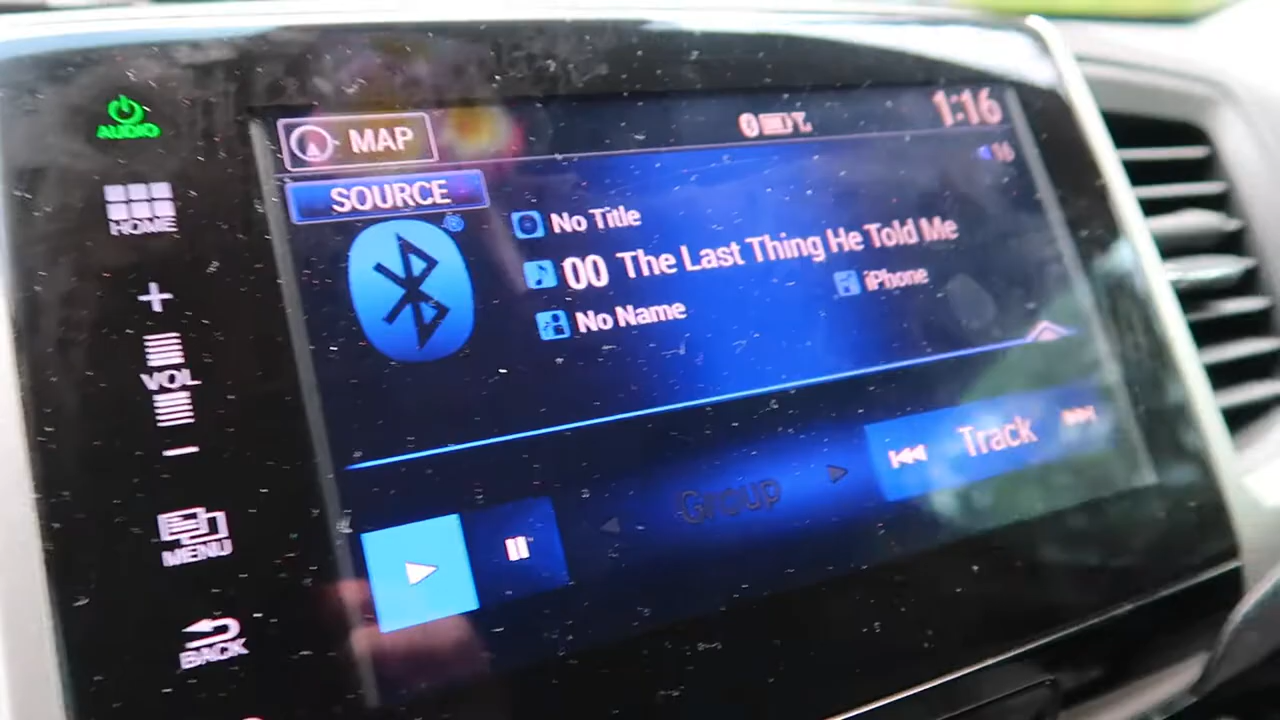 AUDIO
MAP
1:16
HOME
SOURCE
16
No Title
00 The Last Thing He Told Me
iPhone
No Name
VOL
Track
Group
MENU
BACK